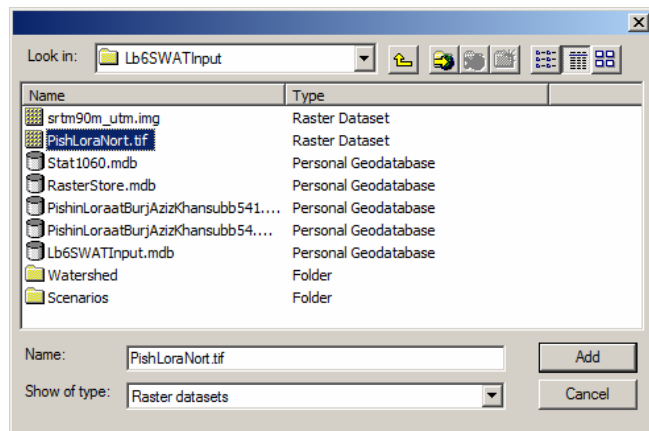 Look in: Lb6SWATInput
Name Type
srtm90m_utm.img Raster Dataset
PishLoraNort.tif Raster Dataset
Stat1060.mdb Personal Geodatabase
RasterStore.mdb Personal Geodatabase
PishinLoraatBurjAzizKhansubb541.... Personal Geodatabase
PishinLoraatBurjAzizKhansubb54.... Personal Geodatabase
Lb6SWATInput.mdb Personal Geodatabase
Watershed Folder
Scenarios Folder
Name: PishLoraNort.tif Add
Show of type: Raster datasets Cancel